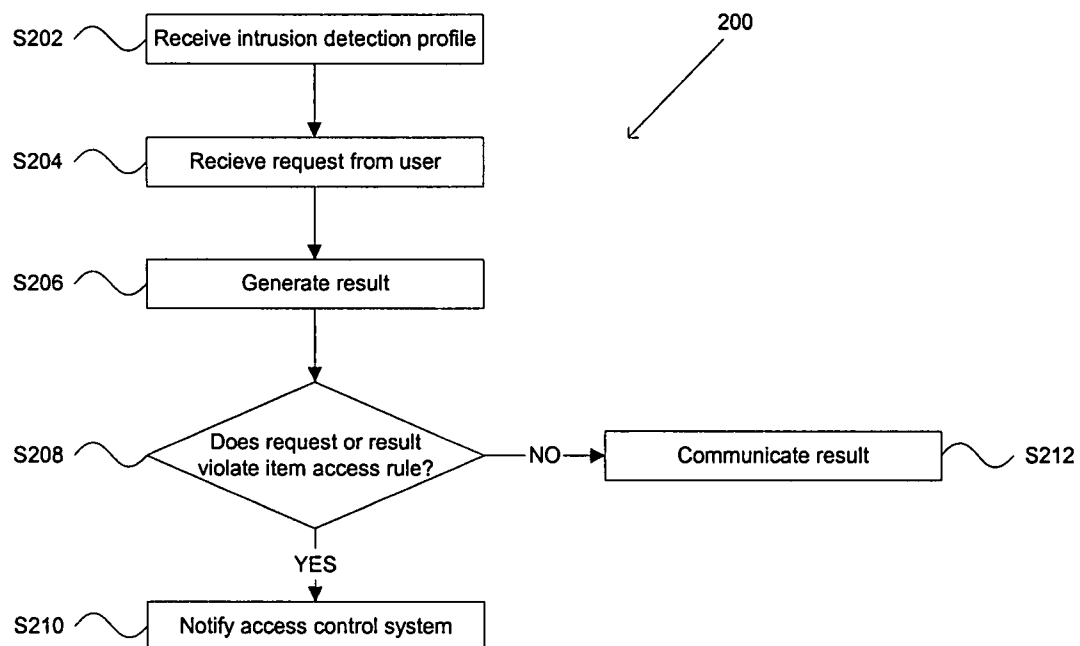 S202
Receive intrusion detection profile
200
S204
Recieve request from user
S206
Generate result
S208
Does request or result
violate item access rule?
NO
Communicate result
S212
YES
S210
Notify access control system